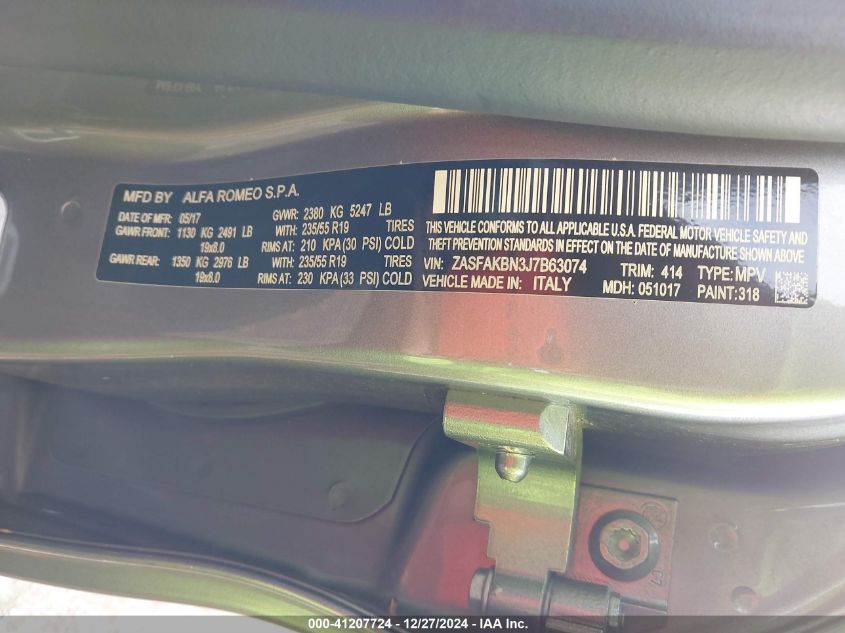 MFD BY ALFA ROMEO S.P.A.
DATE OF MFR: 05/17 GVWR: 2380 KG 5247 LB
GAWR FRONT: 1130 KG 2491 LB WITH: 235/55 R19 TIRES
19x8.0 RIMS AT: 210 KPA (30 PSI) COLD
GAWR REAR: 1350 KG 2976 LB WITH: 235/55 R19 TIRES
19x8.0 RIMS AT: 230 KPA (33 PSI) COLD
THIS VEHICLE CONFORMS TO ALL APPLICABLE U.S.A. FEDERAL MOTOR VEHICLE SAFETY AND
THEFT PREVENTION STANDARDS IN EFFECT ON THE DATE OF MANUFACTURE SHOWN ABOVE
VIN: ZASFAKBN3J7B63074 TRIM: 414 TYPE: MPV
VEHICLE MADE IN: ITALY MDH: 051017 PAINT: 318
000-41207724 - 12/27/2024 - IAA, Inc.